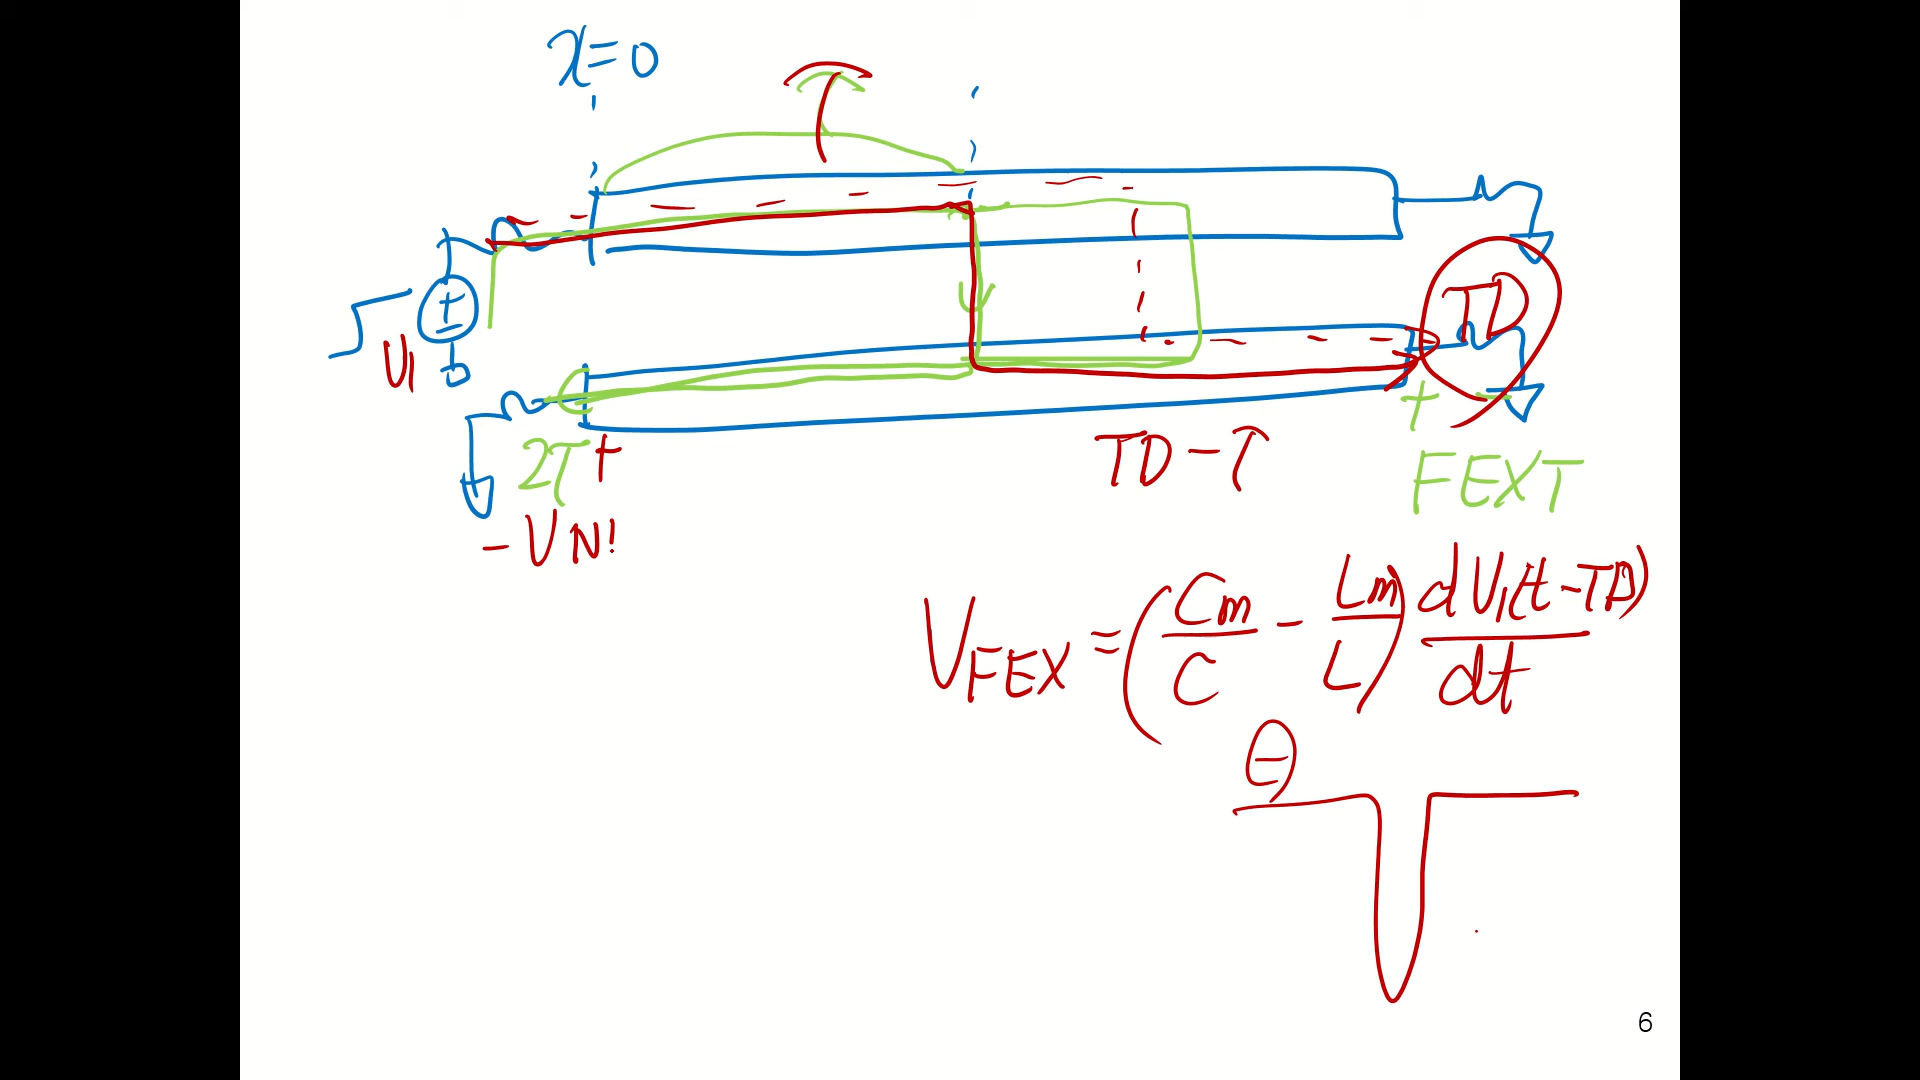 x=0
V1
+
TD
2τ +
-VN!
TD-τ
+ -
FEXT
VFEX = (Cm/C - Lm/L) dV1(t-TD)/dt
⊖
6